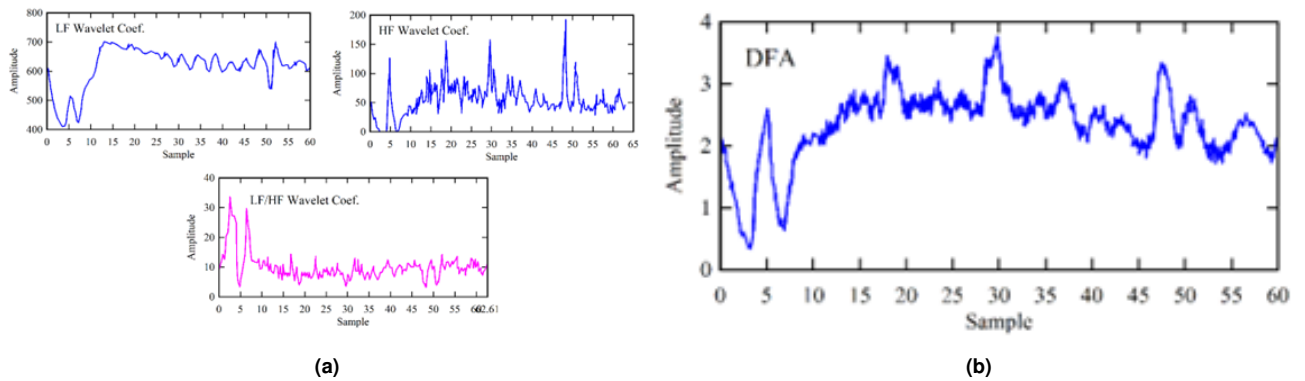 LF Wavelet Coef.
Amplitude
800
700
600
500
400
0 5 10 15 20 25 30 35 40 45 50 55 60
Sample
HF Wavelet Coef.
Amplitude
200
150
100
50
0
0 5 10 15 20 25 30 35 40 45 50 55 60 65
Sample
LF/HF Wavelet Coef.
Amplitude
40
30
20
10
0
0 5 10 15 20 25 30 35 40 45 50 55 60 62.61
Sample
(a)
DFA
Amplitude
4
3
2
1
0
0 5 10 15 20 25 30 35 40 45 50 55 60
Sample
(b)